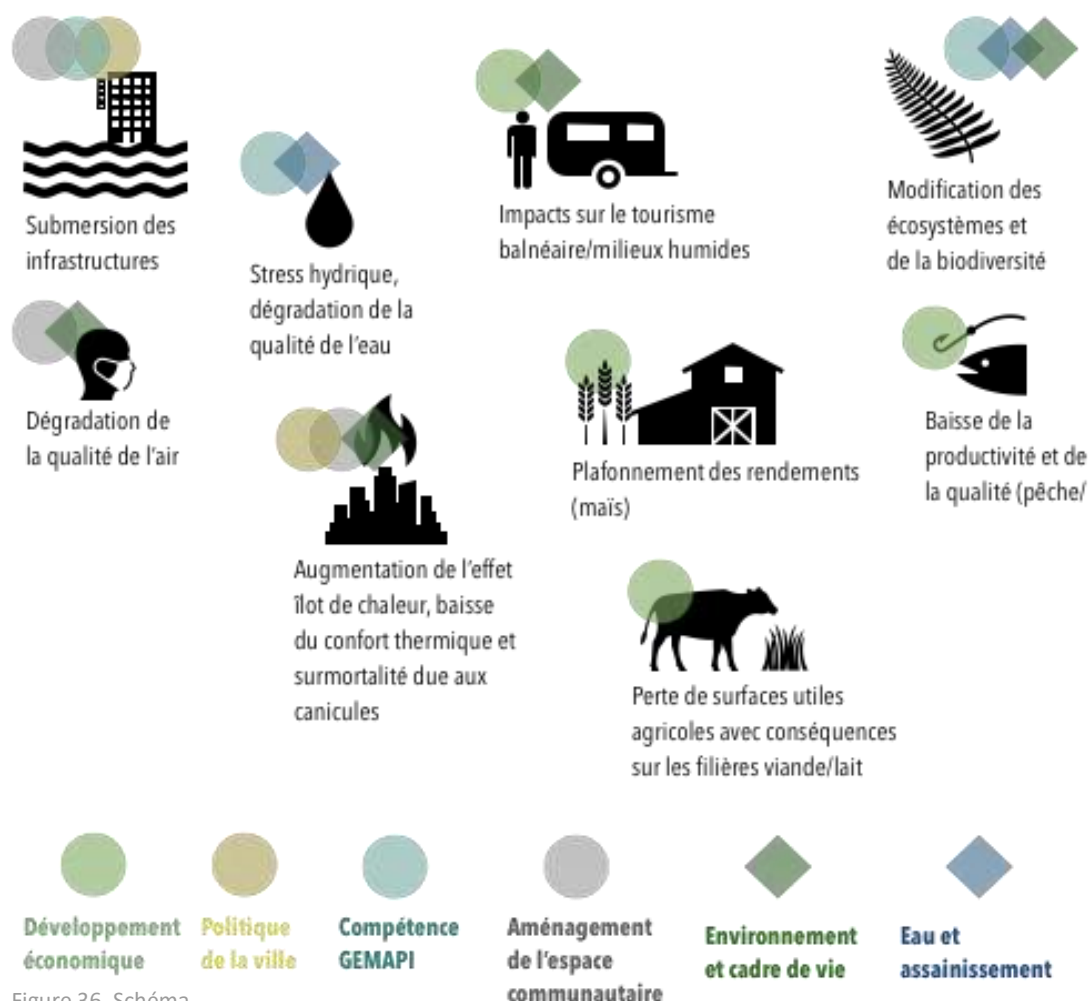 Submersion des
infrastructures
Stress hydrique,
dégradation de la
qualité de l'eau
Impacts sur le tourisme
balnéaire/milieux humides
Modification des
écosystèmes et
de la biodiversité
Dégradation de
la qualité de l'air
Augmentation de l'effet
îlot de chaleur, baisse
du confort thermique et
surmortalité due aux
canicules
Plafonnement des rendements
(maïs)
Baisse de la
productivité et de
la qualité (pêche/
Perte de surfaces utiles
agricoles avec conséquences
sur les filières viande/lait
Développement
économique
Politique
de la ville
Compétence
GEMAPI
Aménagement
de l'espace
communautaire
Environnement
et cadre de vie
Eau et
assainissement
Figure 36. Schéma